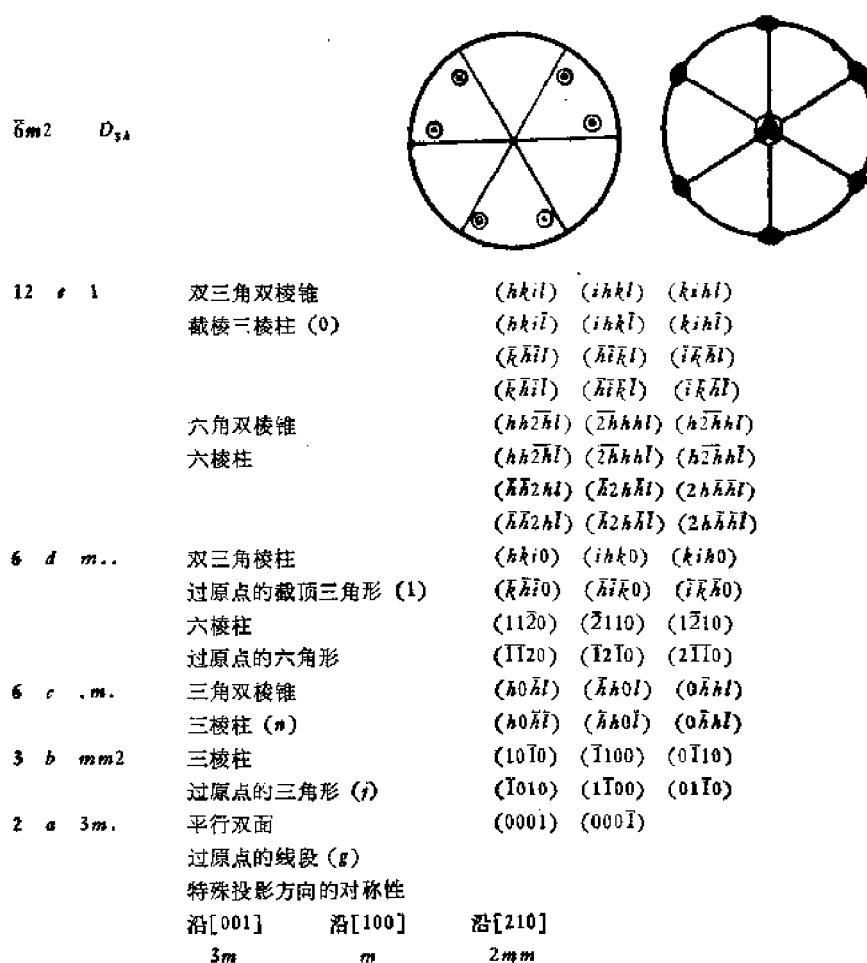 6̄m2 D₃ₕ
12 e 1 双三角双棱锥 (hkil) (ihkl) (kihl)
截棱三棱柱 (o) (hkil̄) (ihkl̄) (kihl̄)
(k̄h̄īl) (h̄īk̄l) (īk̄h̄l)
(k̄h̄īl̄) (h̄īk̄l̄) (īk̄h̄l̄)
六角双棱锥 (hh2̄h̄l) (2̄h̄hhl) (h2̄h̄hl)
六棱柱 (hh2̄h̄l̄) (2̄h̄hhl̄) (h2̄h̄hl̄)
(h̄h̄2hl) (h̄2hh̄l) (2hh̄h̄l)
(h̄h̄2hl̄) (h̄2hh̄l̄) (2hh̄h̄l̄)
6 d m.. 双三角棱柱 (hki0) (ihk0) (kih0)
过原点的截顶三角形 (l) (k̄h̄ī0) (h̄īk̄0) (īk̄h̄0)
六棱柱 (112̄0) (2̄110) (12̄10)
过原点的六角形 (1̄1̄20) (1̄21̄0) (21̄1̄0)
6 c .m. 三角双棱锥 (h0h̄l) (h̄h0l) (0h̄hl)
三棱柱 (n) (h0h̄l̄) (h̄h0l̄) (0h̄hl̄)
3 b mm2 三棱柱 (101̄0) (1̄100) (01̄10)
过原点的三角形 (j) (1̄010) (11̄00) (011̄0)
2 a 3m. 平行双面 (0001) (0001̄)
过原点的线段 (g)
特殊投影方向的对称性
沿[001] 沿[100] 沿[210]
3m m 2mm